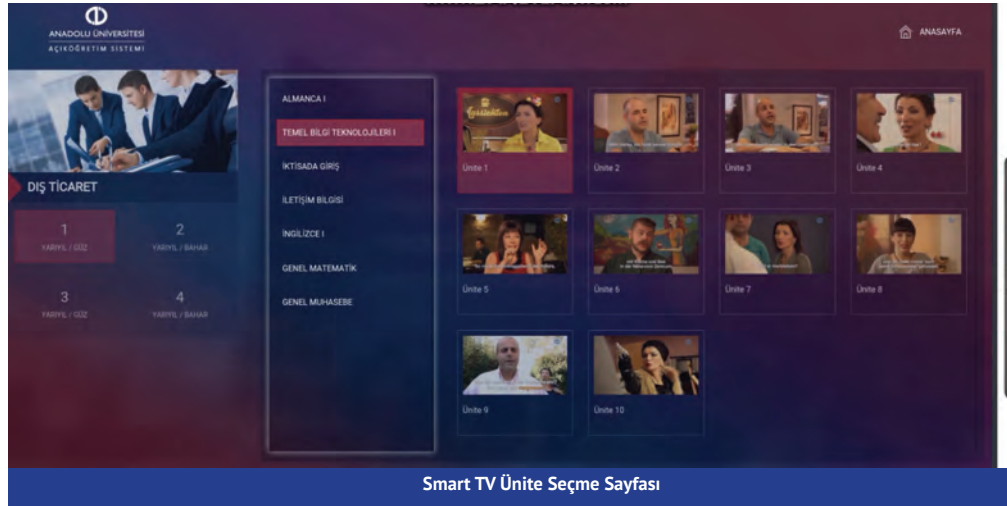 ANADOLU ÜNİVERSİTESİ
AÇIKÖĞRETİM SİSTEMİ
ANASAYFA
DIŞ TİCARET
1
YARIYIL / GÜZ
2
YARIYIL / BAHAR
3
YARIYIL / GÜZ
4
YARIYIL / BAHAR
ALMANCA I
TEMEL BİLGİ TEKNOLOJİLERİ I
İKTİSADA GİRİŞ
İLETİŞİM BİLGİSİ
İNGİLİZCE I
GENEL MATEMATİK
GENEL MUHASEBE
Ünite 1
Ünite 2
Ünite 3
Ünite 4
Ünite 5
Ünite 6
Ünite 7
Ünite 8
Ünite 9
Ünite 10
Smart TV Ünite Seçme Sayfası